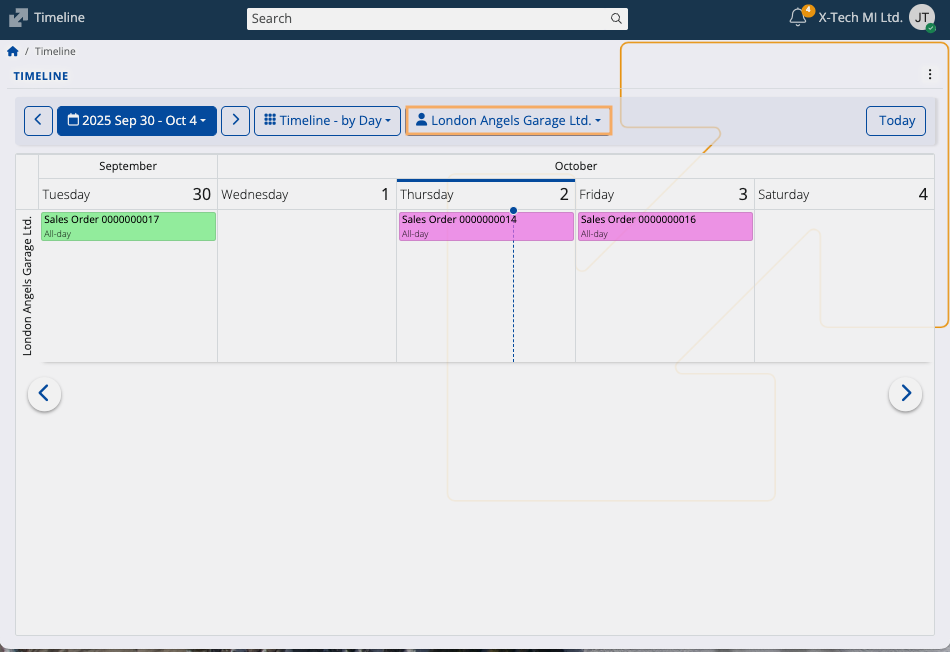 Timeline
Search
4
X-Tech MI Ltd.
JT
/ Timeline
TIMELINE
2025 Sep 30 - Oct 4
Timeline - by Day
London Angels Garage Ltd.
Today
September
October
Tuesday 30
Wednesday 1
Thursday 2
Friday 3
Saturday 4
London Angels Garage Ltd.
Sales Order 0000000017
All-day
Sales Order 0000000014
All-day
Sales Order 0000000016
All-day